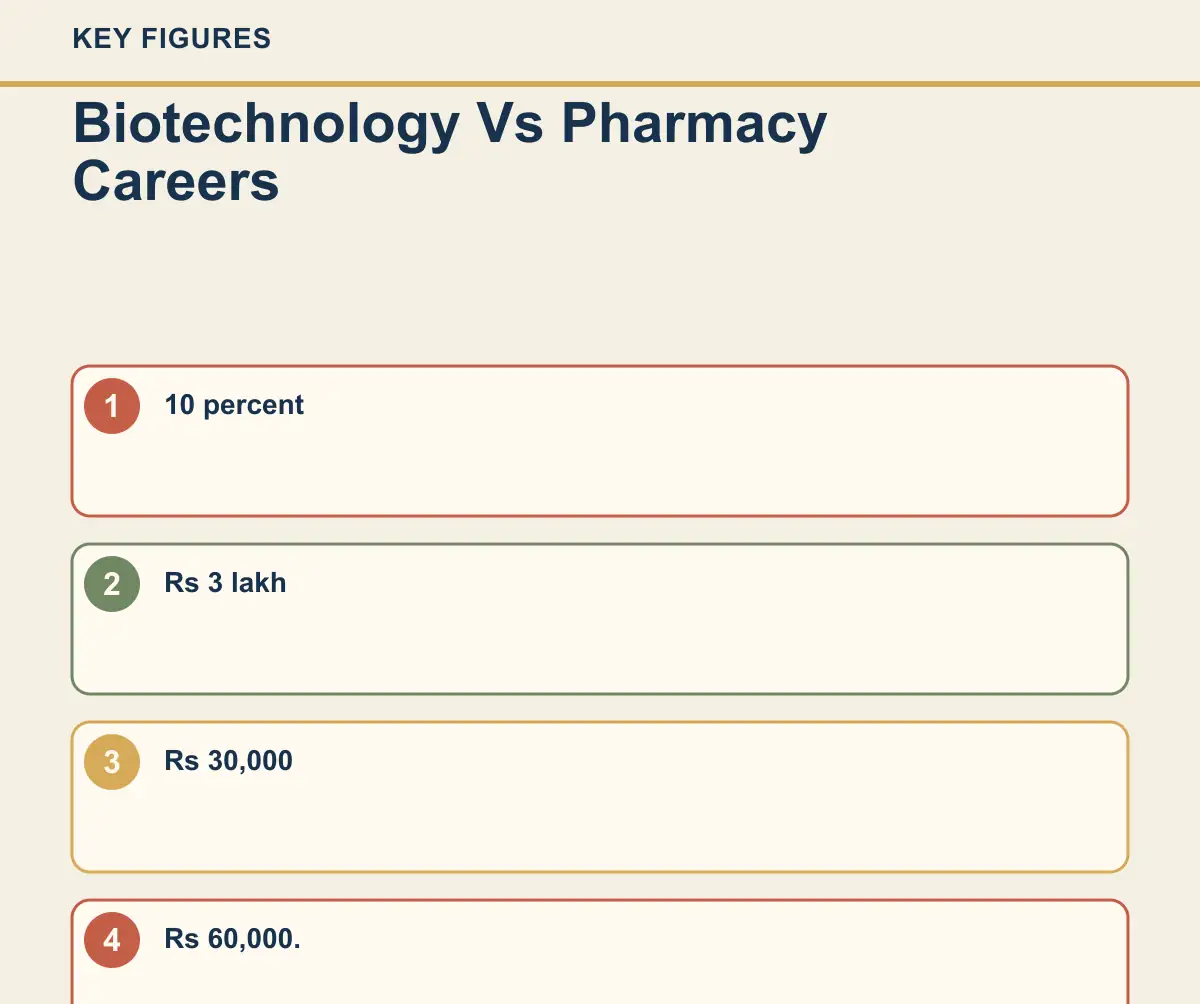 KEY FIGURES
Biotechnology Vs Pharmacy
Careers
1 10 percent
2 Rs 3 lakh
3 Rs 30,000
4 Rs 60,000.